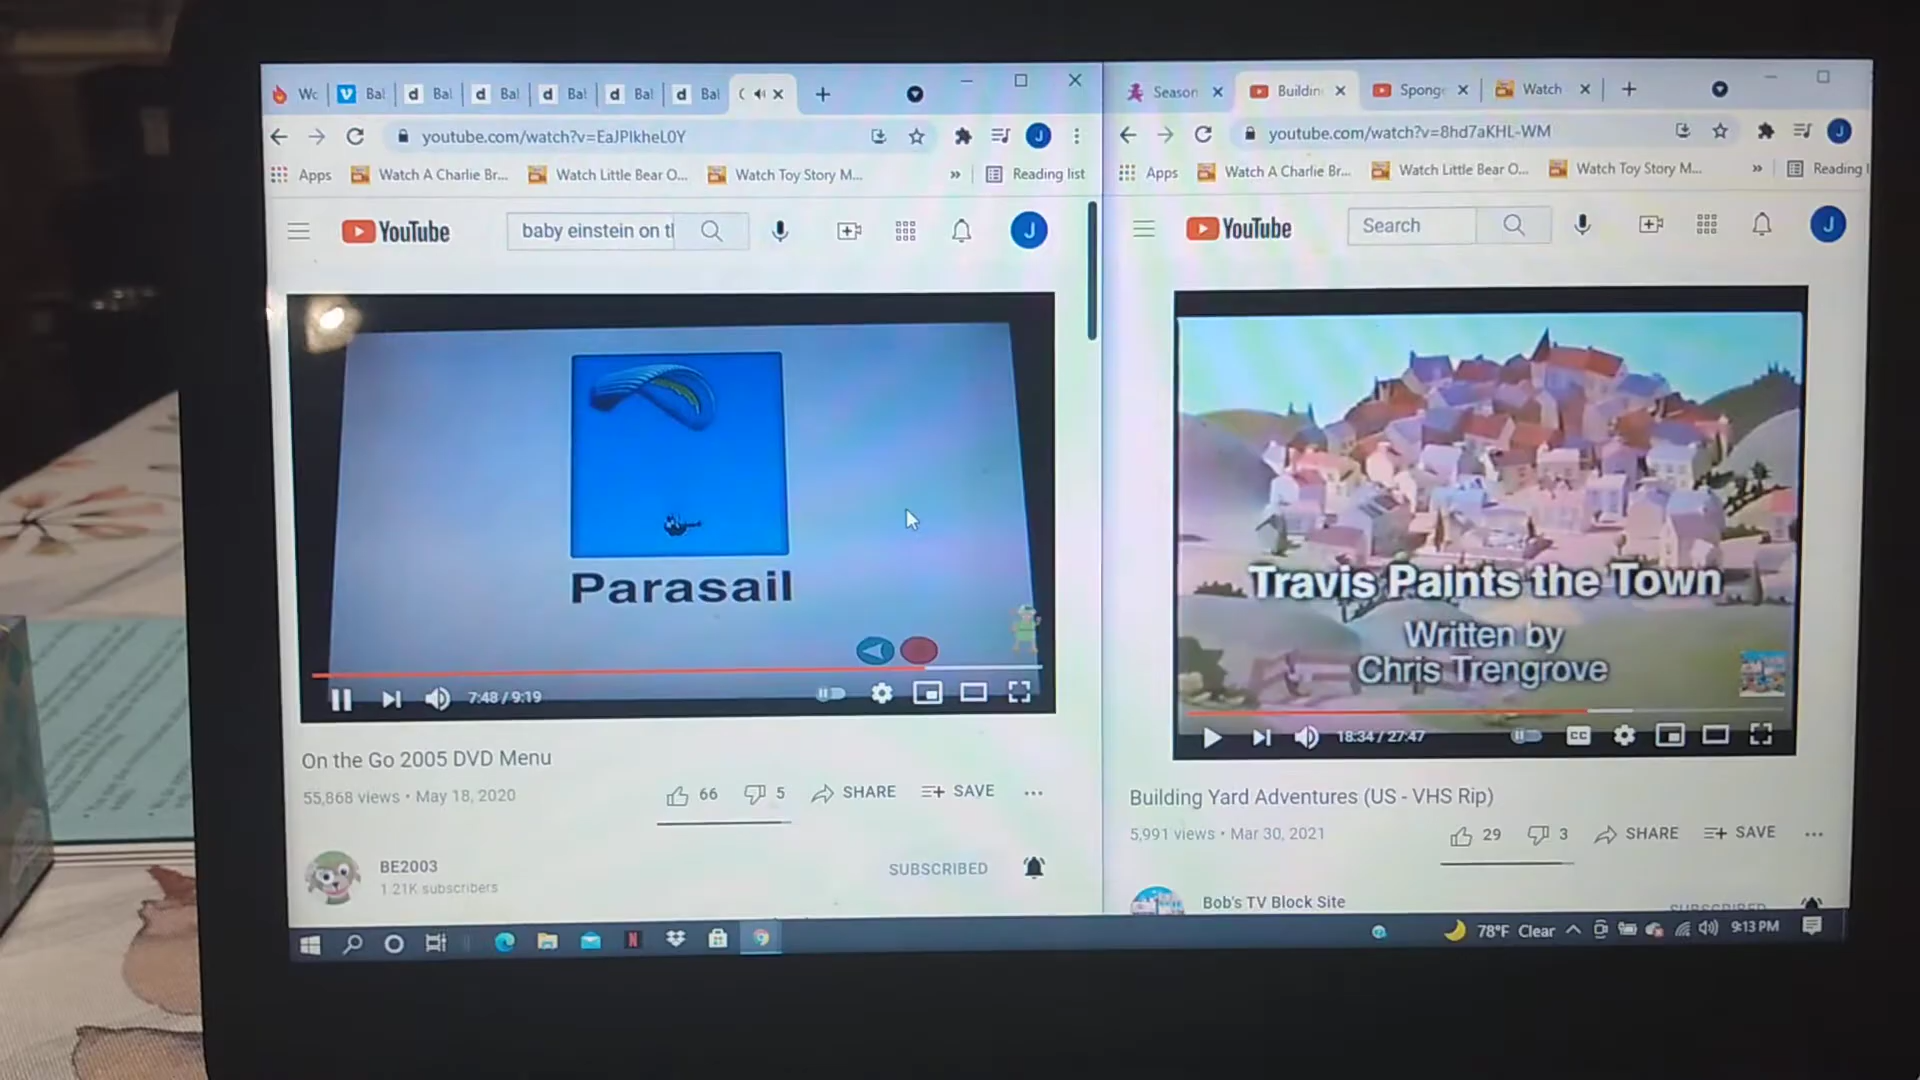 Wc
Bal
Bal
Bal
Bal
Bal
Bal
youtube.com/watch?v=EaJPlkheL0Y
J
Apps
Watch A Charlie Br...
Watch Little Bear O...
Watch Toy Story M...
»
Reading list
YouTube
baby einstein on tl
J
Parasail
7:48 / 9:19
On the Go 2005 DVD Menu
55,868 views • May 18, 2020
66
5
SHARE
SAVE
BE2003
1.21K subscribers
SUBSCRIBED
Season
Building
Sponge
Watch
youtube.com/watch?v=8hd7aKHL-WM
J
Apps
Watch A Charlie Br...
Watch Little Bear O...
Watch Toy Story M...
»
Reading l
YouTube
Search
J
Travis Paints the Town
Written by
Chris Trengrove
18:34 / 27:47
CC
Building Yard Adventures (US - VHS Rip)
5,991 views • Mar 30, 2021
29
3
SHARE
SAVE
Bob's TV Block Site
SUBSCRIBED
78°F Clear
9:13 PM